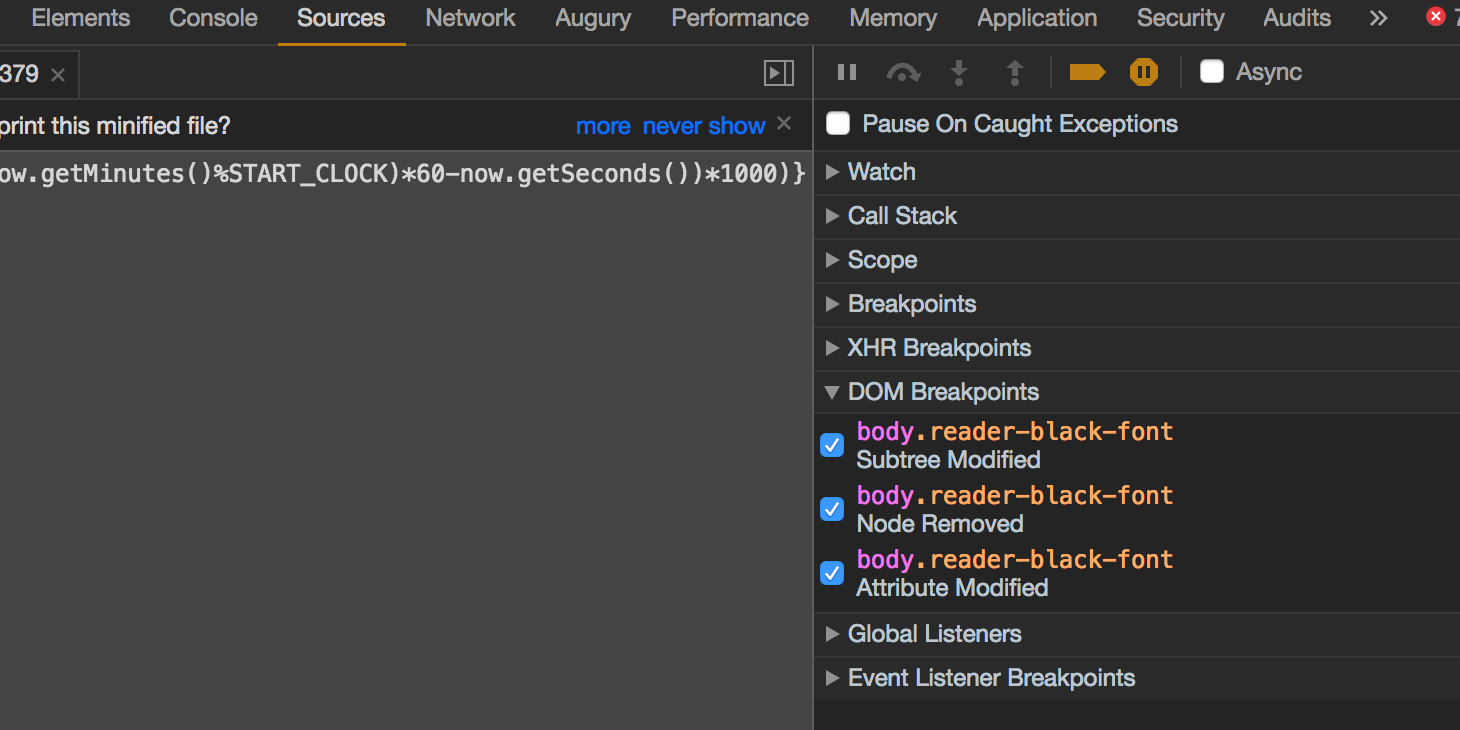 Elements Console Sources Network Augury Performance Memory Application Security Audits
379
Async
print this minified file? more never show
Pause On Caught Exceptions
ow.getMinutes()%START_CLOCK)*60-now.getSeconds())*1000)}
Watch
Call Stack
Scope
Breakpoints
XHR Breakpoints
DOM Breakpoints
body.reader-black-font
Subtree Modified
body.reader-black-font
Node Removed
body.reader-black-font
Attribute Modified
Global Listeners
Event Listener Breakpoints